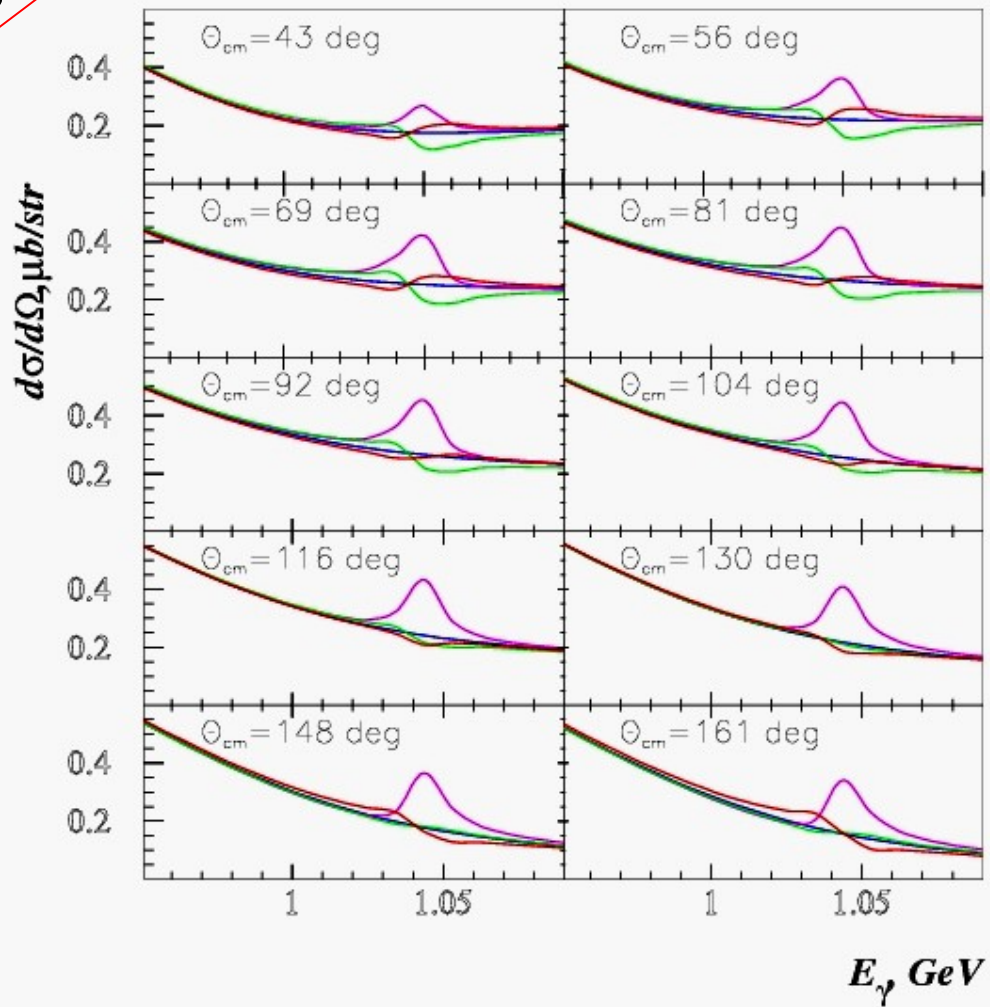 Θcm=43 deg
Θcm=56 deg
0.4
0.2
Θcm=69 deg
Θcm=81 deg
0.4
0.2
dσ/dΩ,μb/str
Θcm=92 deg
Θcm=104 deg
0.4
0.2
Θcm=116 deg
Θcm=130 deg
0.4
0.2
Θcm=148 deg
Θcm=161 deg
0.4
0.2
1 1.05 1 1.05
Eγ, GeV